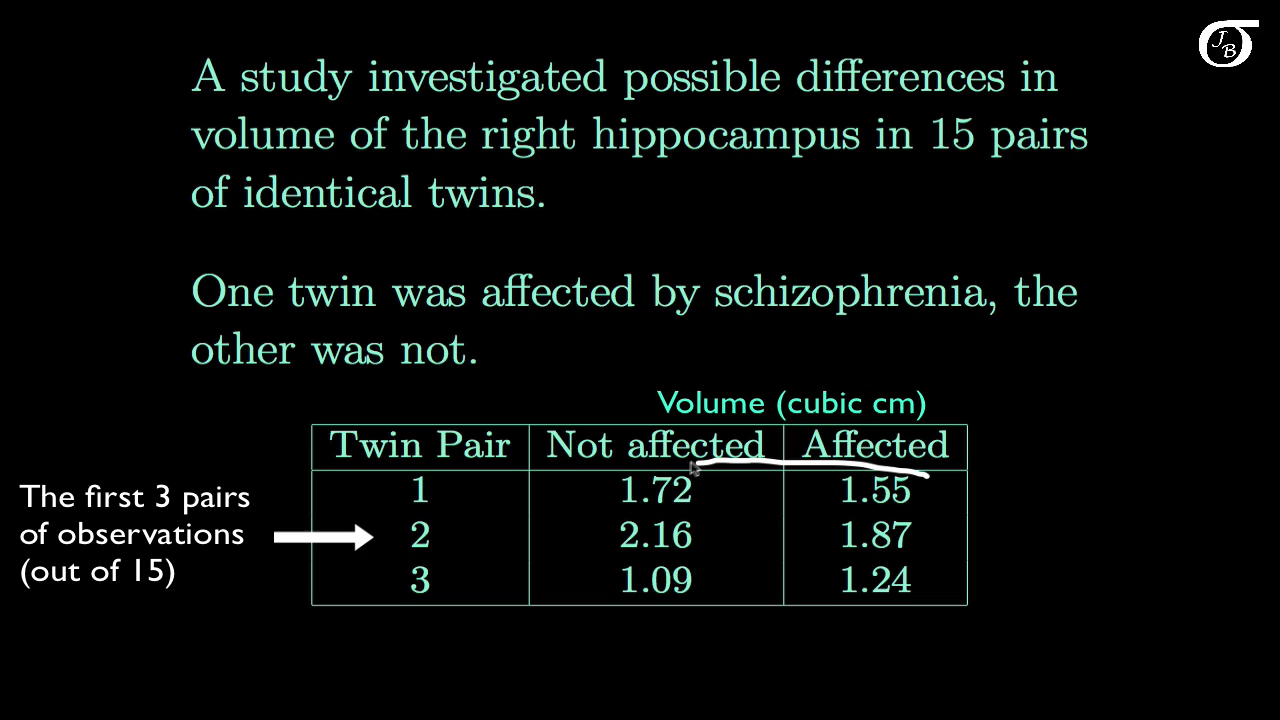 JB
A study investigated possible differences in
volume of the right hippocampus in 15 pairs
of identical twins.
One twin was affected by schizophrenia, the
other was not.
Volume (cubic cm)
Twin Pair Not affected Affected
1 1.72 1.55
2 2.16 1.87
3 1.09 1.24
The first 3 pairs
of observations
(out of 15)